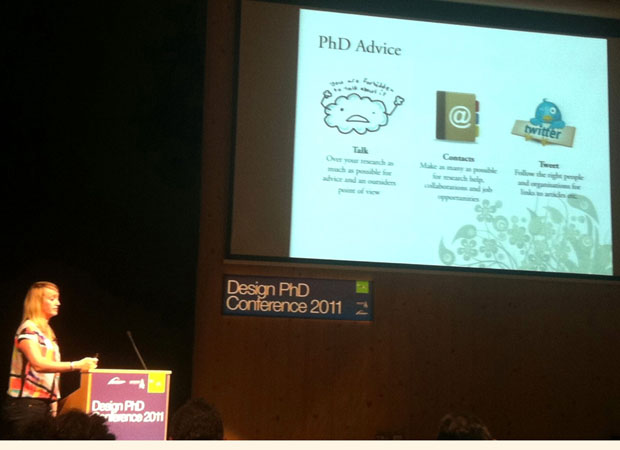 PhD Advice
you are forbidden
to talk about it
Talk
Over your research as
much as possible for
advice and an outsiders
point of view
@
Contacts
Make as many as possible
for research help,
collaborations and job
opportunities
twitter
Tweet
Follow the right people
and organisations for
links to articles etc.
Design PhD
Conference 2011
Design PhD
Conference 2011